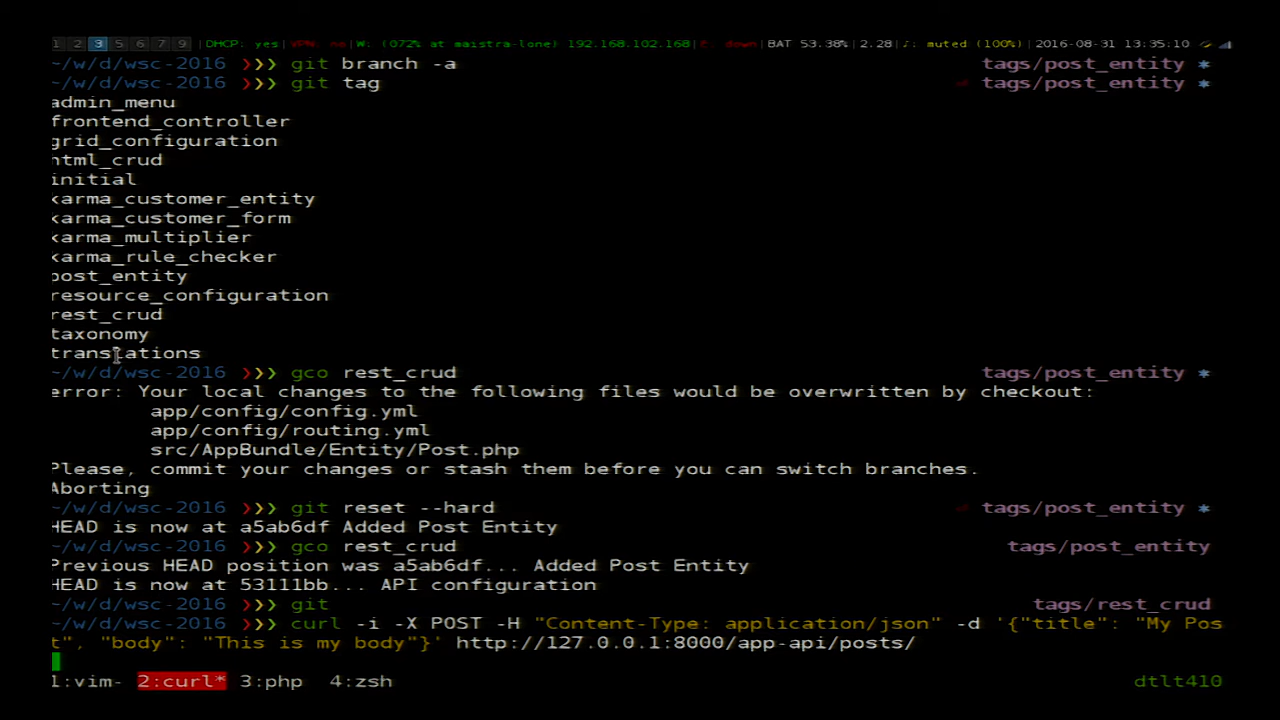 1 2 3 5 6 7 9 |DHCP: yes|VPN: no|W: (072% at maistra-lone) 192.168.102.168|E: down|BAT 53.38%|2.28|♪: muted (100%)|2016-08-31 13:35:10
~/w/d/wsc-2016 ❯❯❯ git branch -a tags/post_entity *
~/w/d/wsc-2016 ❯❯❯ git tag tags/post_entity *
admin_menu
frontend_controller
grid_configuration
html_crud
initial
karma_customer_entity
karma_customer_form
karma_multiplier
karma_rule_checker
post_entity
resource_configuration
rest_crud
taxonomy
translations
~/w/d/wsc-2016 ❯❯❯ gco rest_crud tags/post_entity *
error: Your local changes to the following files would be overwritten by checkout:
app/config/config.yml
app/config/routing.yml
src/AppBundle/Entity/Post.php
Please, commit your changes or stash them before you can switch branches.
Aborting
~/w/d/wsc-2016 ❯❯❯ git reset --hard tags/post_entity *
HEAD is now at a5ab6df Added Post Entity
~/w/d/wsc-2016 ❯❯❯ gco rest_crud tags/post_entity
Previous HEAD position was a5ab6df... Added Post Entity
HEAD is now at 53111bb... API configuration
~/w/d/wsc-2016 ❯❯❯ git tags/rest_crud
~/w/d/wsc-2016 ❯❯❯ curl -i -X POST -H "Content-Type: application/json" -d '{"title": "My Pos
t", "body": "This is my body"}' http://127.0.0.1:8000/app-api/posts/
1:vim- 2:curl* 3:php 4:zsh dtlt410